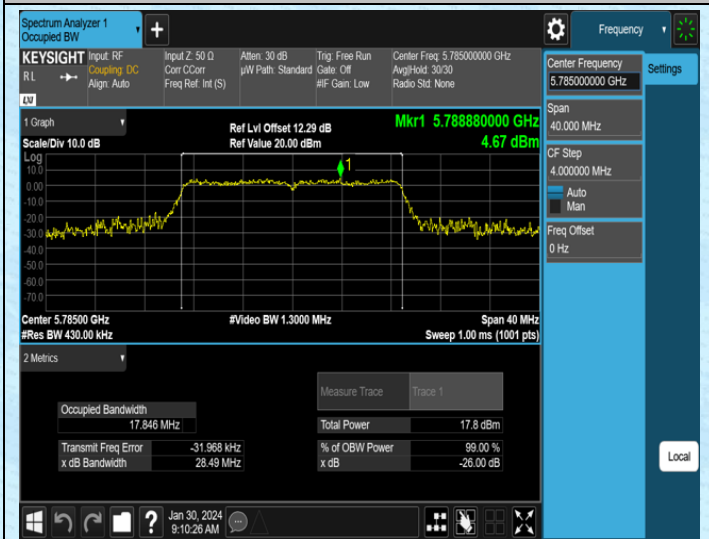 Spectrum Analyzer 1
Occupied BW
+
Frequency
KEYSIGHT
RL
LXI
Input: RF
Coupling: DC
Align: Auto
Input Z: 50 Ω
Corr CCorr
Freq Ref: Int (S)
Atten: 30 dB
µW Path: Standard
Trig: Free Run
Gate: Off
#IF Gain: Low
Center Freq: 5.785000000 GHz
Avg|Hold: 30/30
Radio Std: None
Center Frequency
5.785000000 GHz
Settings
Span
40.000 MHz
CF Step
4.000000 MHz
Auto
Man
Freq Offset
0 Hz
1 Graph
Scale/Div 10.0 dB
Ref Lvl Offset 12.29 dB
Ref Value 20.00 dBm
Mkr1 5.788880000 GHz
4.67 dBm
Log
10.0
0.00
-10.0
-20.0
-30.0
-40.0
-50.0
-60.0
-70.0
1
Center 5.78500 GHz
#Res BW 430.00 kHz
#Video BW 1.3000 MHz
Span 40 MHz
Sweep 1.00 ms (1001 pts)
2 Metrics
Measure Trace Trace 1
Occupied Bandwidth
17.846 MHz
Total Power 17.8 dBm
Transmit Freq Error -31.968 kHz
% of OBW Power 99.00 %
x dB Bandwidth 28.49 MHz
x dB -26.00 dB
Local
?
Jan 30, 2024
9:10:26 AM